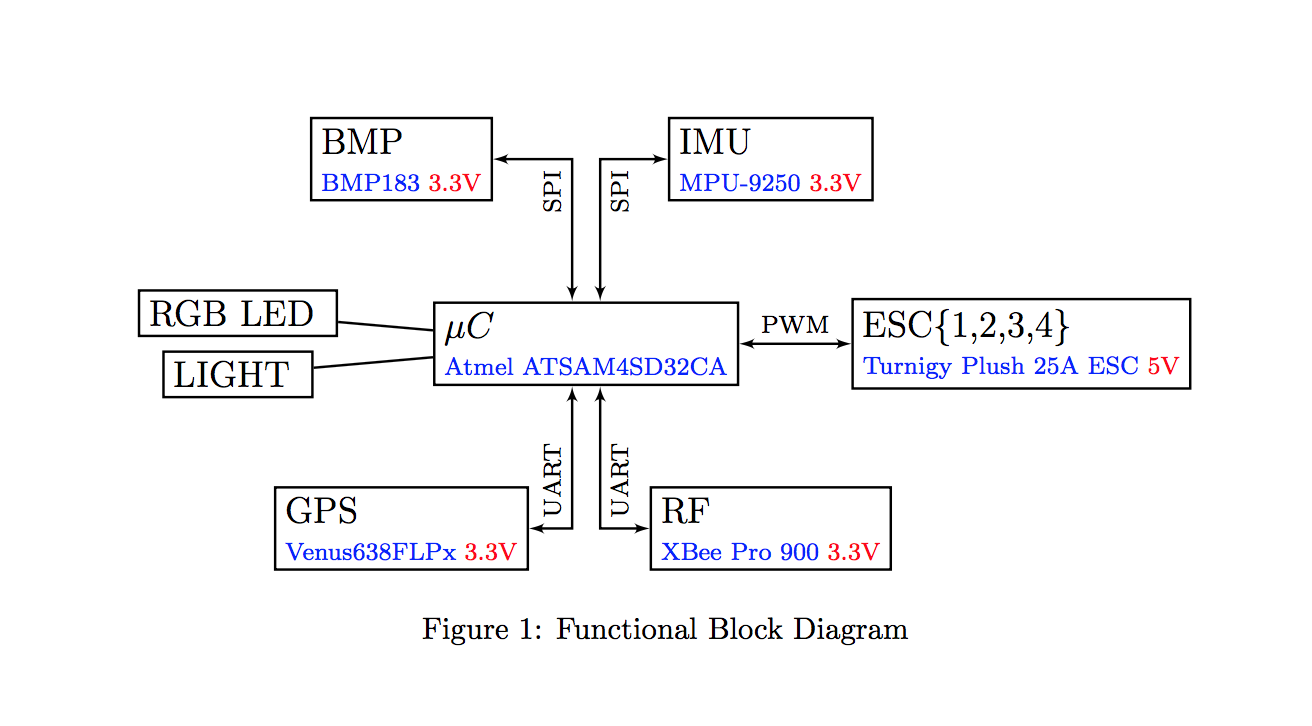 BMP
BMP183 3.3V
IMU
MPU-9250 3.3V
SPI
SPI
RGB LED
LIGHT
μC
Atmel ATSAM4SD32CA
PWM
ESC{1,2,3,4}
Turnigy Plush 25A ESC 5V
UART
UART
GPS
Venus638FLPx 3.3V
RF
XBee Pro 900 3.3V
Figure 1: Functional Block Diagram